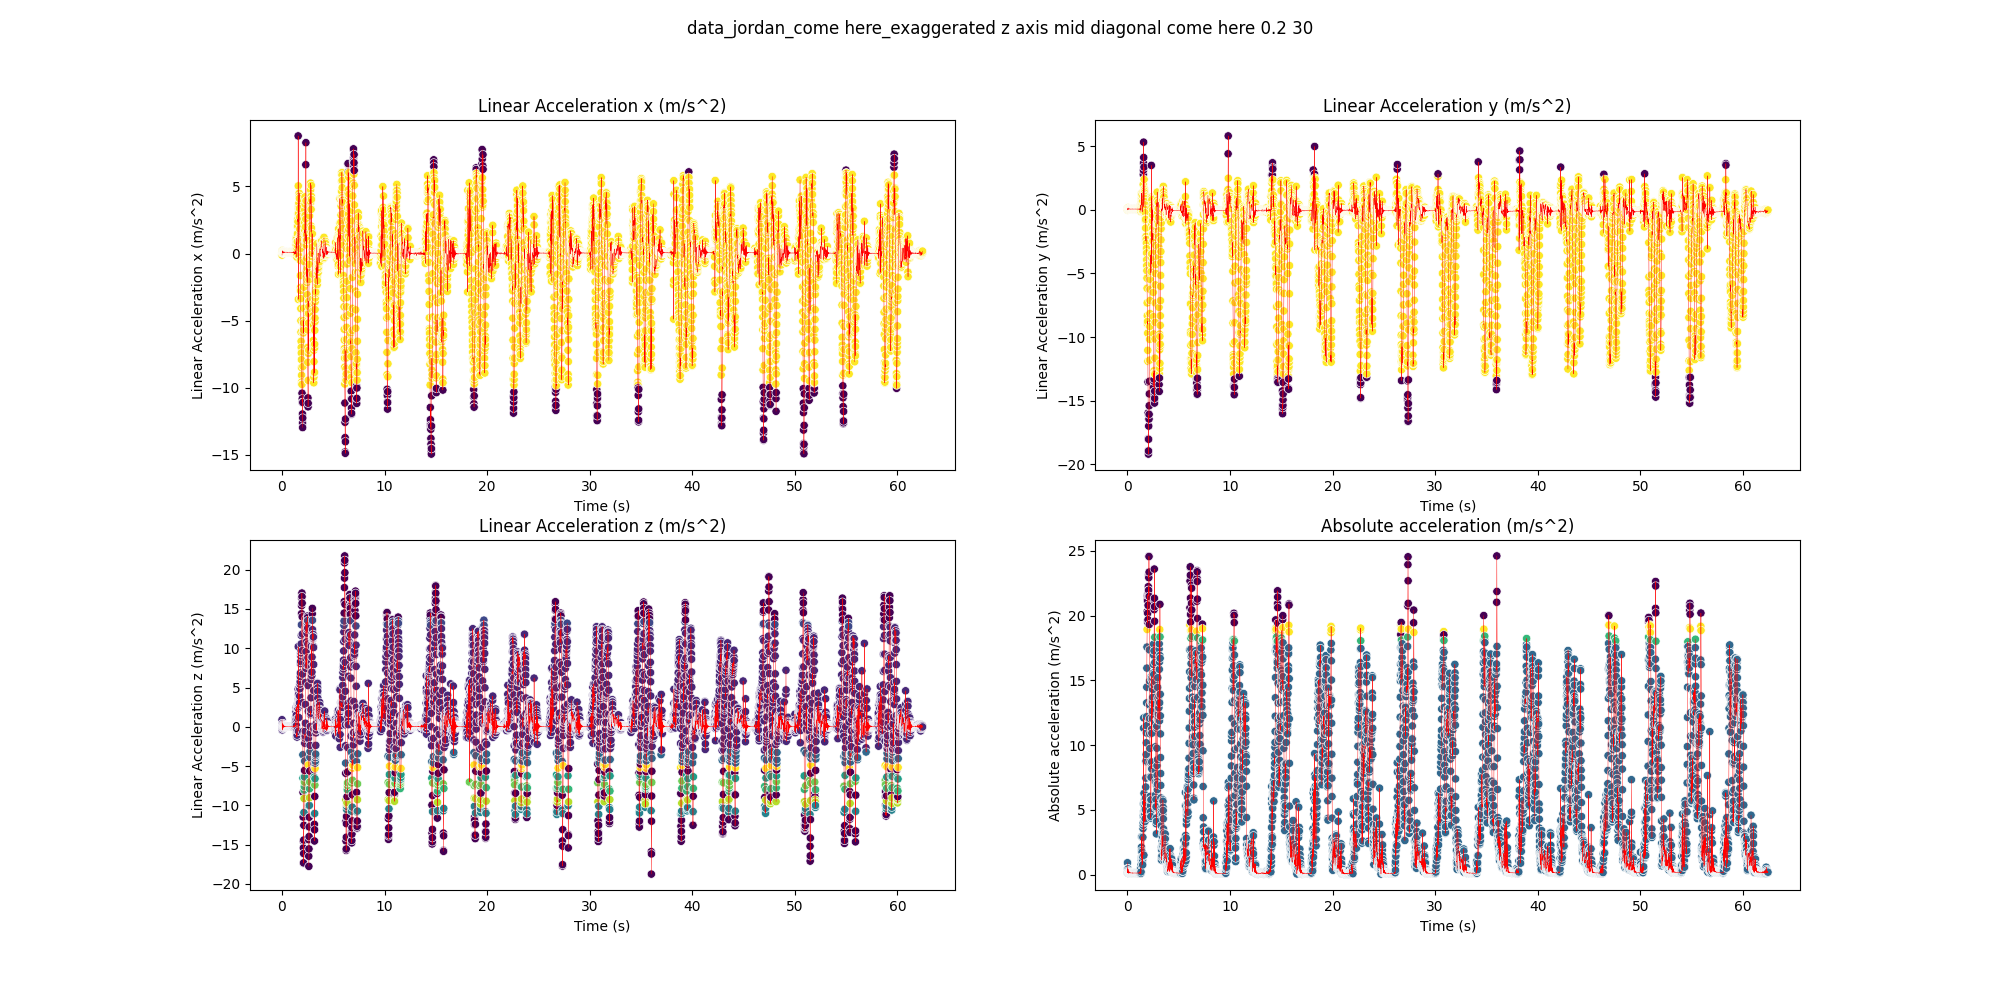 data_jordan_come here_exaggerated z axis mid diagonal come here 0.2 30
Linear Acceleration x (m/s^2)
Linear Acceleration x (m/s^2)
5
0
−5
−10
−15
0 10 20 30 40 50 60
Time (s)
Linear Acceleration y (m/s^2)
Linear Acceleration y (m/s^2)
5
0
−5
−10
−15
−20
0 10 20 30 40 50 60
Time (s)
Linear Acceleration z (m/s^2)
Linear Acceleration z (m/s^2)
20
15
10
5
0
−5
−10
−15
−20
0 10 20 30 40 50 60
Time (s)
Absolute acceleration (m/s^2)
Absolute acceleration (m/s^2)
25
20
15
10
5
0
0 10 20 30 40 50 60
Time (s)